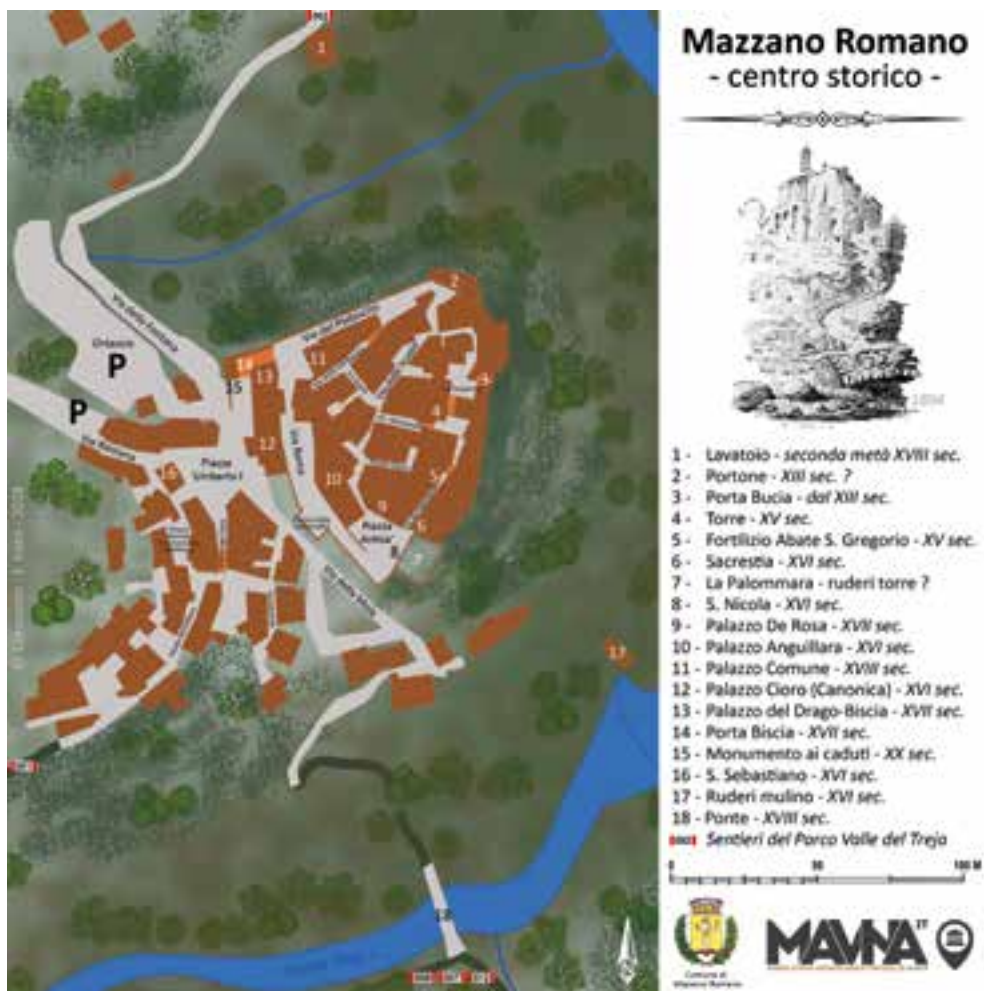 Mazzano Romano
- centro storico -
1 - Lavatoio - seconda metà XVIII sec.
2 - Portone - XIII sec. ?
3 - Porta Bucia - dal XIII sec.
4 - Torre - XV sec.
5 - Fortilizio Abate S. Gregorio - XV sec.
6 - Sacrestia - XVI sec.
7 - La Palommara - ruderi torre ?
8 - S. Nicola - XVI sec.
9 - Palazzo De Rosa - XVII sec.
10 - Palazzo Anguillara - XVI sec.
11 - Palazzo Comune - XVIII sec.
12 - Palazzo Cioro (Canonica) - XVI sec.
13 - Palazzo del Drago-Biscia - XVII sec.
14 - Porta Biscia - XVII sec.
15 - Monumento ai caduti - XX sec.
16 - S. Sebastiano - XVI sec.
17 - Ruderi mulino - XVI sec.
18 - Ponte - XVIII sec.
Sentieri del Parco Valle del Treja
0 50 100 M
Comune di
Mazzano Romano
MAVNA IT
1
Via della Fontana
P
P
Via Romana
Piazza
Umberto I
Via Roma
Piazza
Antisà
2
3
4
5
6
7
8
9
10
11
12
13
14
15
16
17
18